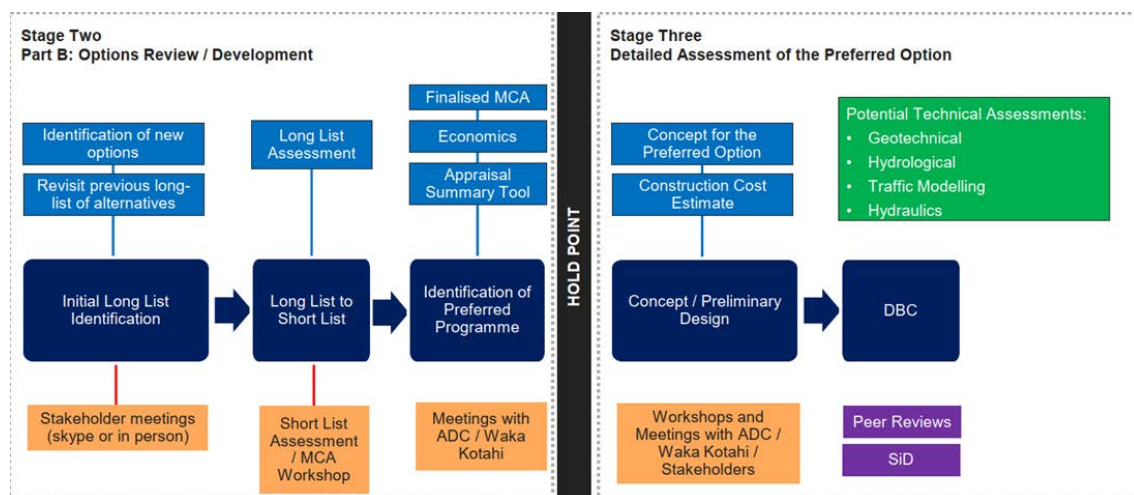 Stage Two
Part B: Options Review / Development
Finalised MCA
Economics
Appraisal
Summary Tool
Long List
Assessment
Identification of new
options
Revisit previous long-
list of alternatives
Initial Long List
Identification
Long List to
Short List
Identification of
Preferred
Programme
Stakeholder meetings
(skype or in person)
Short List
Assessment
/ MCA
Workshop
Meetings with
ADC / Waka
Kotahi
HOLD POINT
Stage Three
Detailed Assessment of the Preferred Option
Concept for the
Preferred Option
Construction Cost
Estimate
Potential Technical Assessments:
• Geotechnical
• Hydrological
• Traffic Modelling
• Hydraulics
Concept / Preliminary
Design
DBC
Workshops and
Meetings with ADC /
Waka Kotahi /
Stakeholders
Peer Reviews
SiD